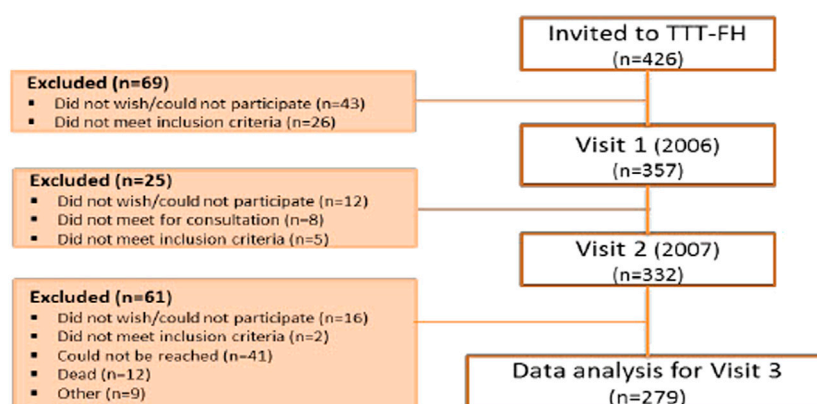 Invited to TTT-FH
(n=426)
Excluded (n=69)
▪ Did not wish/could not participate (n=43)
▪ Did not meet inclusion criteria (n=26)
Visit 1 (2006)
(n=357)
Excluded (n=25)
▪ Did not wish/could not participate (n=12)
▪ Did not meet for consultation (n=8)
▪ Did not meet inclusion criteria (n=5)
Visit 2 (2007)
(n=332)
Excluded (n=61)
▪ Did not wish/could not participate (n=16)
▪ Did not meet inclusion criteria (n=2)
▪ Could not be reached (n=41)
▪ Dead (n=12)
▪ Other (n=9)
Data analysis for Visit 3
(n=279)